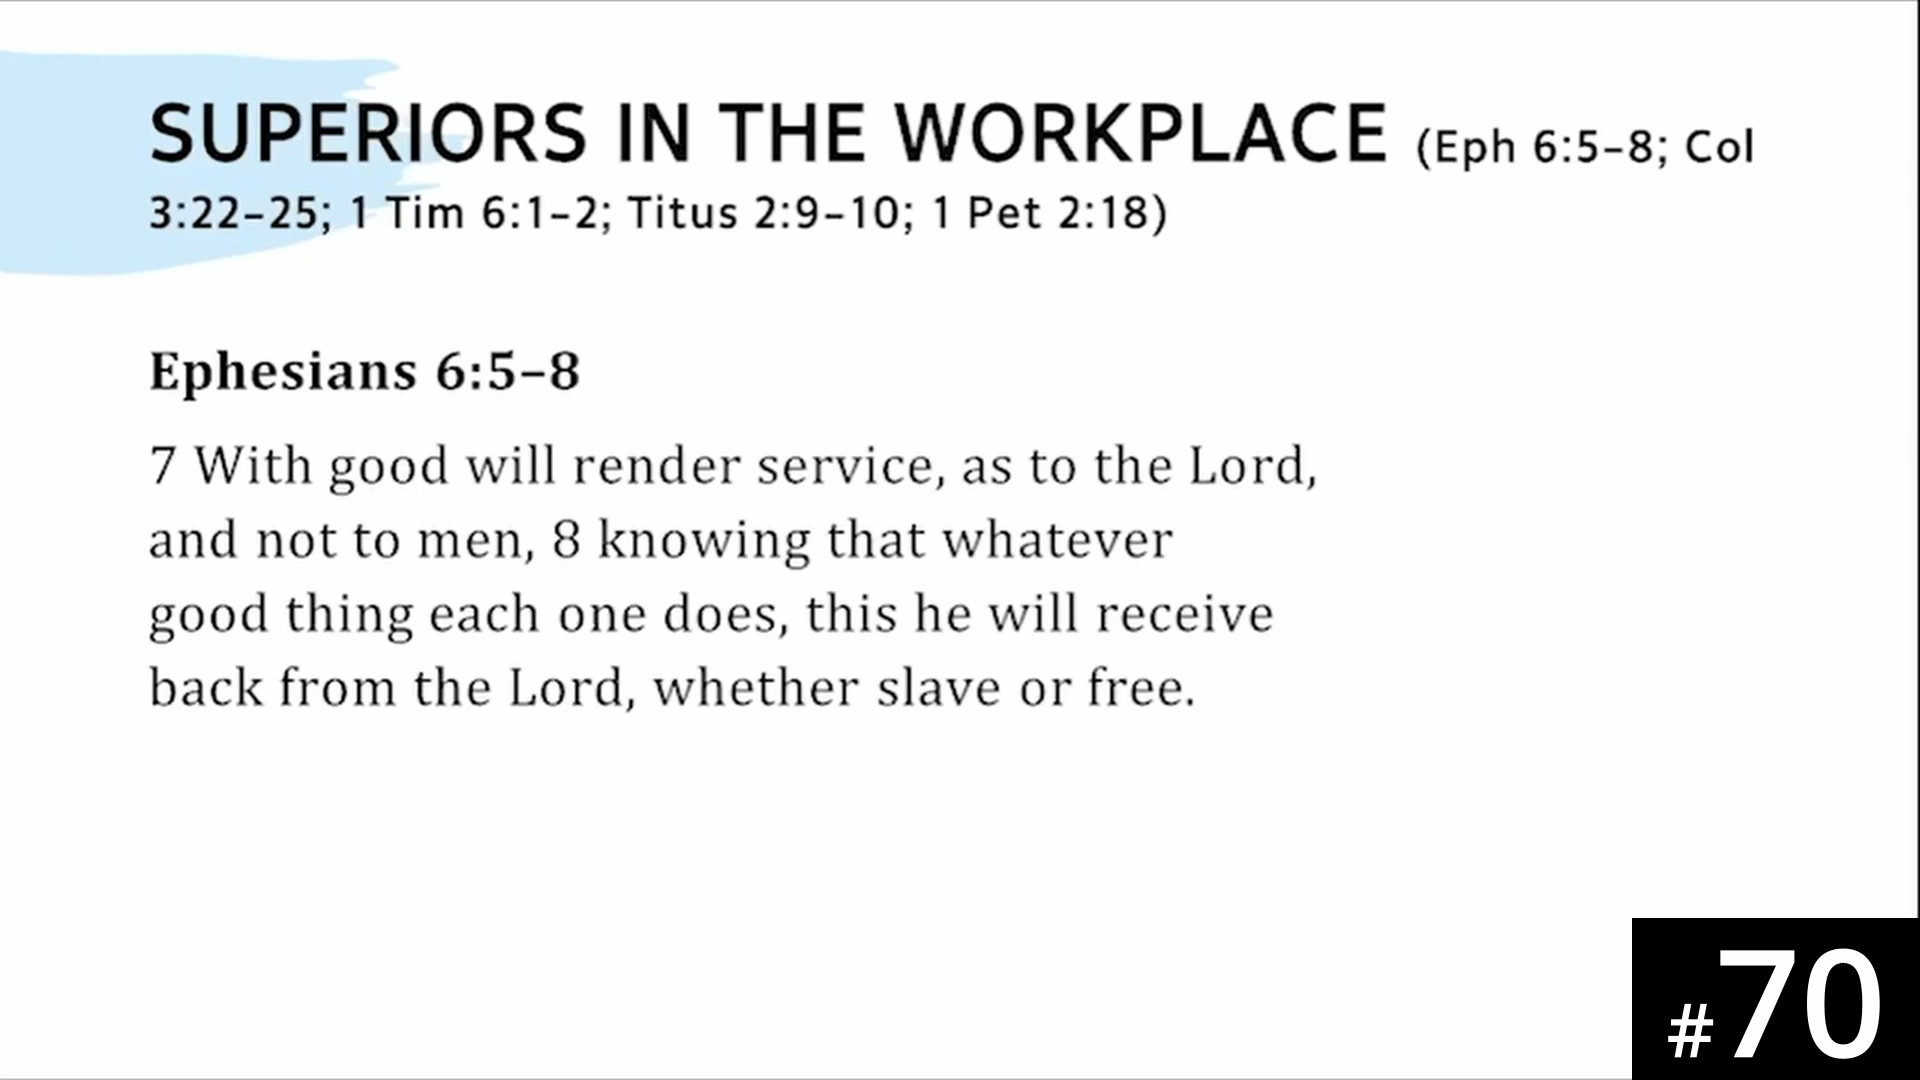 SUPERIORS IN THE WORKPLACE (Eph 6:5–8; Col
3:22–25; 1 Tim 6:1–2; Titus 2:9–10; 1 Pet 2:18)
Ephesians 6:5–8
7 With good will render service, as to the Lord,
and not to men, 8 knowing that whatever
good thing each one does, this he will receive
back from the Lord, whether slave or free.
#70